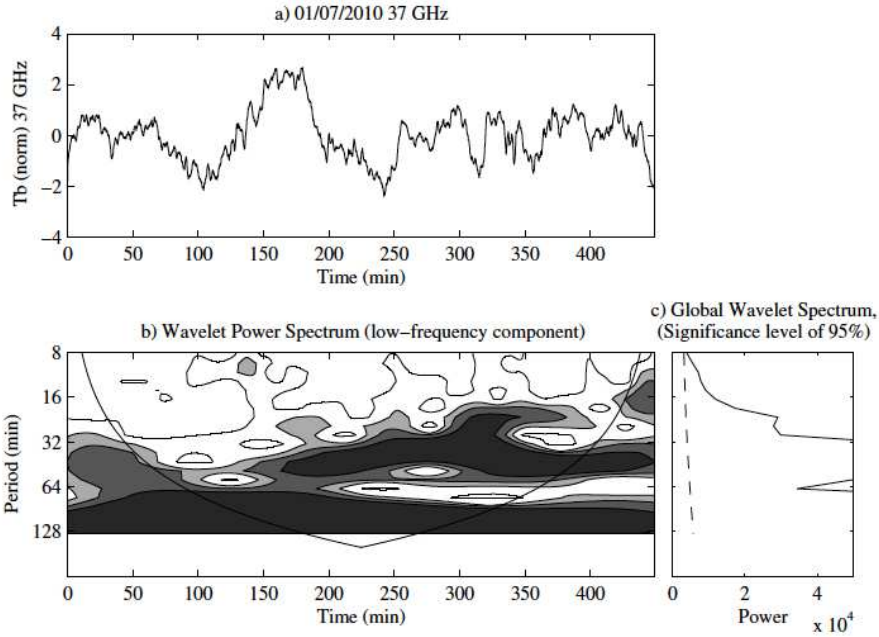 a) 01/07/2010 37 GHz
Tb (norm) 37 GHz
4
2
0
−2
−4
0 50 100 150 200 250 300 350 400
Time (min)
b) Wavelet Power Spectrum (low−frequency component)
Period (min)
8
16
32
64
128
0 50 100 150 200 250 300 350 400
Time (min)
c) Global Wavelet Spectrum,
(Significance level of 95%)
0 2 4
Power
x 10^4